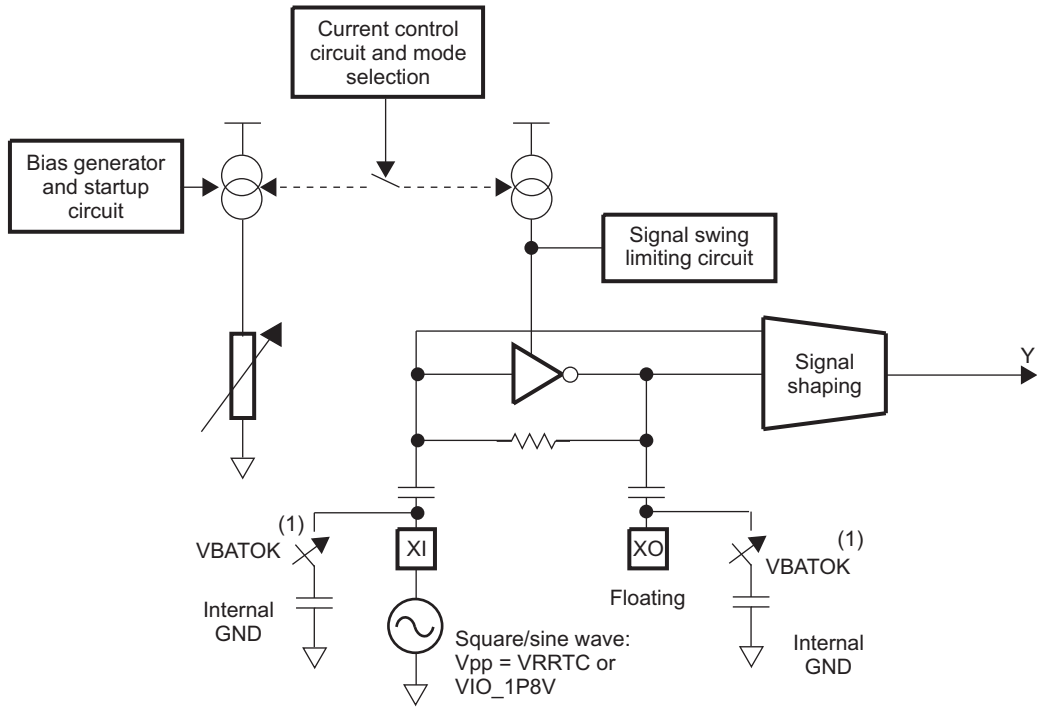 Current control
circuit and mode
selection
Bias generator
and startup
circuit
Signal swing
limiting circuit
Signal
shaping
Y
(1)
VBATOK
XI
XO
(1)
VBATOK
Floating
Internal
GND
Square/sine wave:
Vpp = VRRTC or
VIO_1P8V
Internal
GND